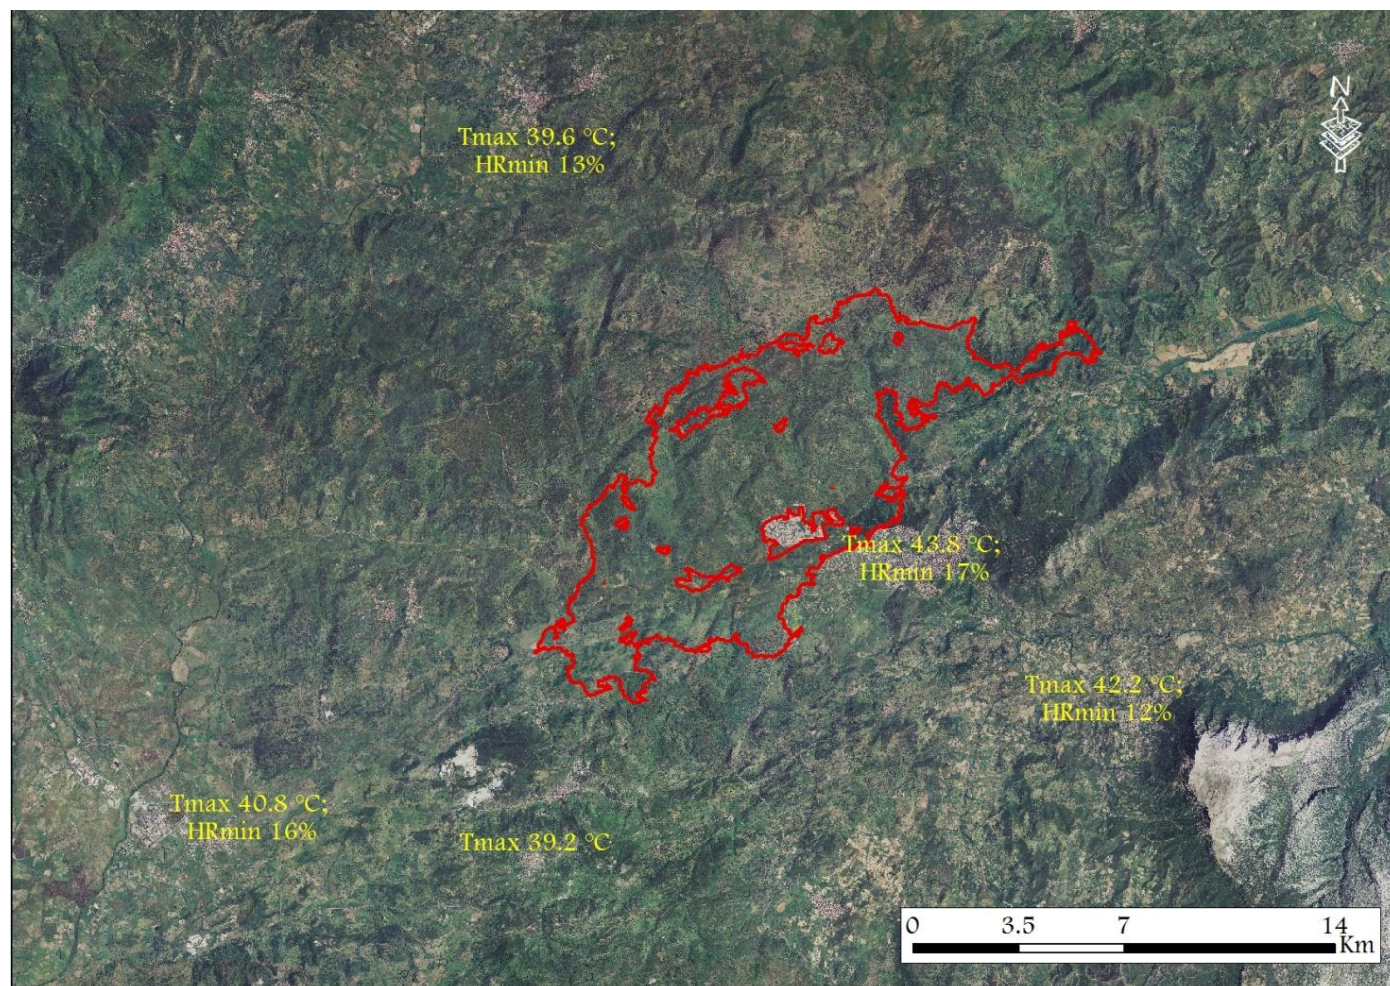 N
Tmax 39.6 °C;
HRmin 13%
Tmax 43.8 °C;
HRmin 17%
Tmax 42.2 °C;
HRmin 12%
Tmax 40.8 °C;
HRmin 16%
Tmax 39.2 °C
0 3.5 7 14
Km